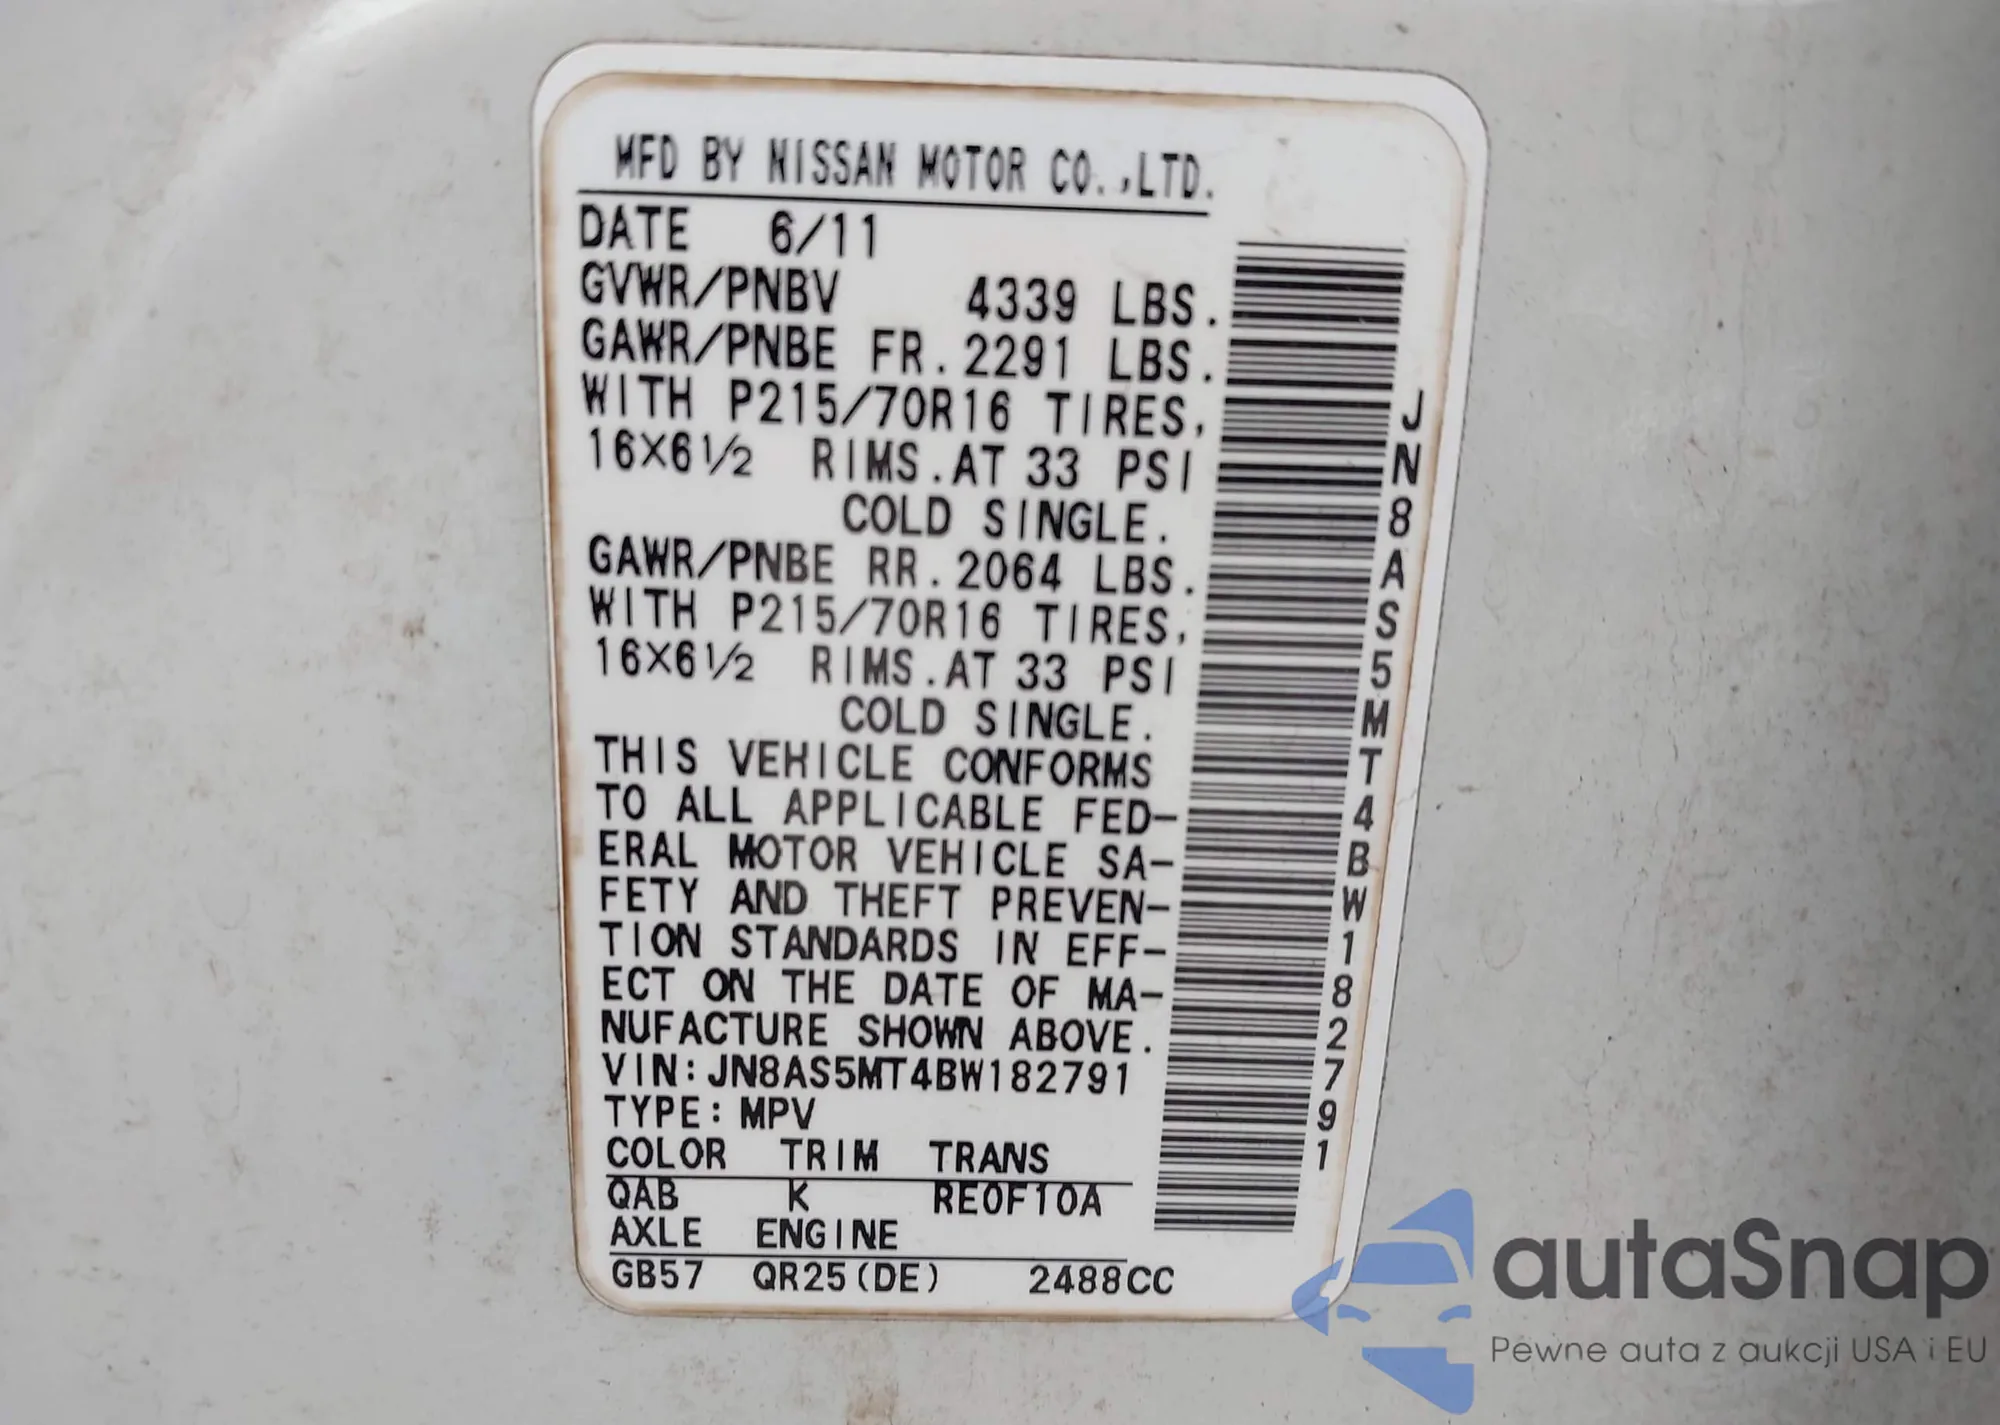 MFD BY NISSAN MOTOR CO.,LTD.
DATE 6/11
GVWR/PNBV 4339 LBS.
GAWR/PNBE FR.2291 LBS.
WITH P215/70R16 TIRES,
16X6½ RIMS.AT 33 PSI
COLD SINGLE.
GAWR/PNBE RR.2064 LBS.
WITH P215/70R16 TIRES,
16X6½ RIMS.AT 33 PSI
COLD SINGLE.
THIS VEHICLE CONFORMS
TO ALL APPLICABLE FED-
ERAL MOTOR VEHICLE SA-
FETY AND THEFT PREVEN-
TION STANDARDS IN EFF-
ECT ON THE DATE OF MA-
NUFACTURE SHOWN ABOVE.
VIN:JN8AS5MT4BW182791
TYPE:MPV
COLOR TRIM TRANS
QAB K RE0F10A
AXLE ENGINE
GB57 QR25(DE) 2488CC
JN8AS5MT4BW182791
autaSnap
Pewne auta z aukcji USA i EU